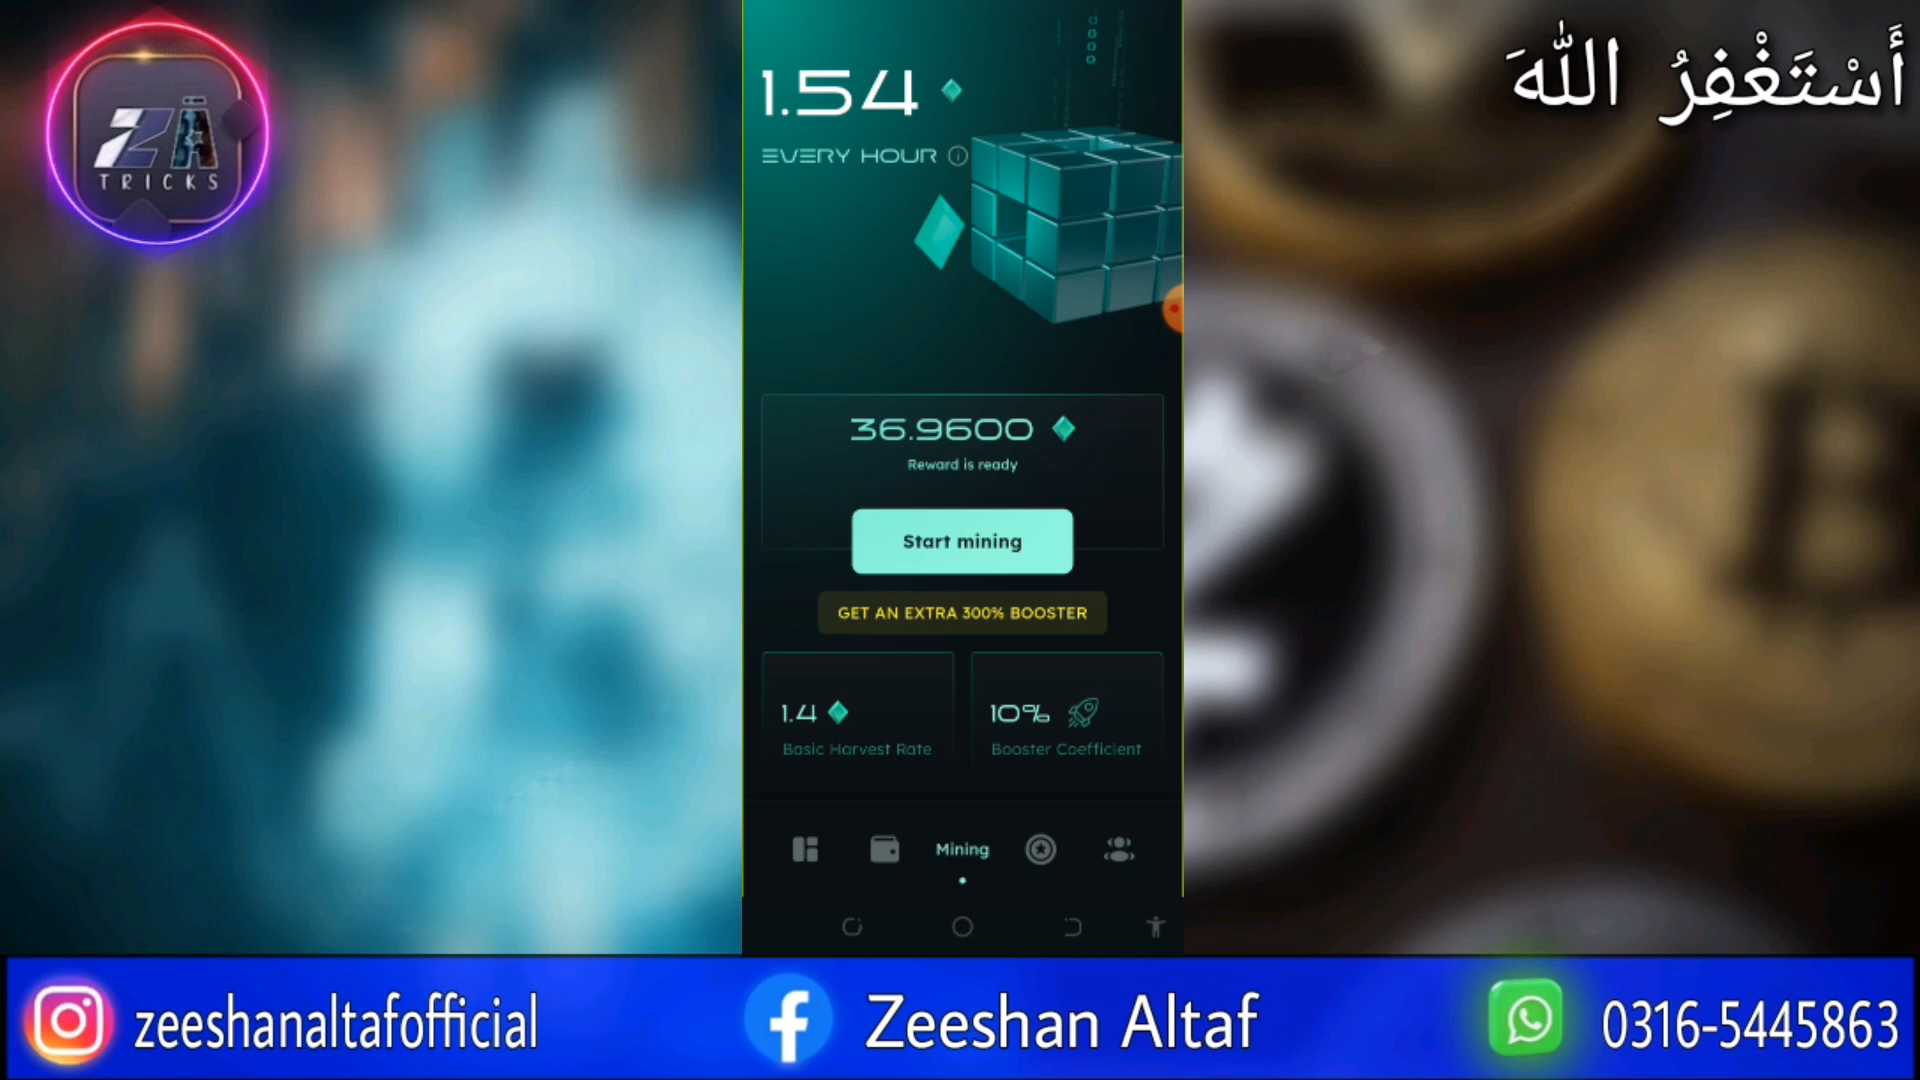 ZA
TRICKS
أَسْتَغْفِرُ اللّٰهَ
1.54
EVERY HOUR
36.9600
Reward is ready
Start mining
GET AN EXTRA 300% BOOSTER
1.4
Basic Harvest Rate
10%
Booster Coefficient
Mining
zeeshanaltafofficial
Zeeshan Altaf
0316-5445863